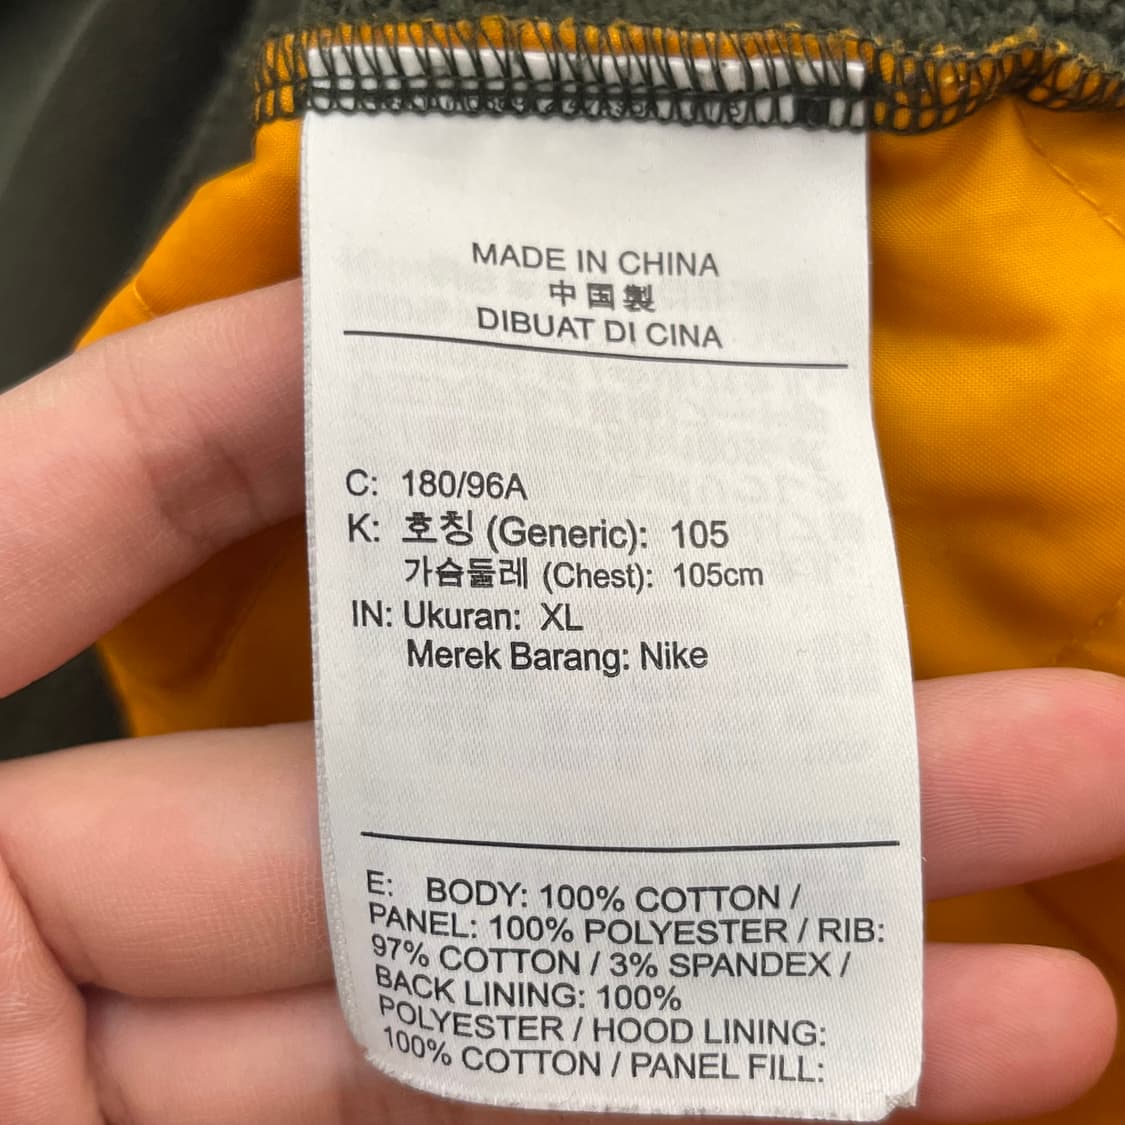 MADE IN CHINA
中国製
DIBUAT DI CINA
C: 180/96A
K: 호칭 (Generic): 105
가슴둘레 (Chest): 105cm
IN: Ukuran: XL
Merek Barang: Nike
E: BODY: 100% COTTON /
PANEL: 100% POLYESTER / RIB:
97% COTTON / 3% SPANDEX /
BACK LINING: 100%
POLYESTER / HOOD LINING:
100% COTTON / PANEL FILL: